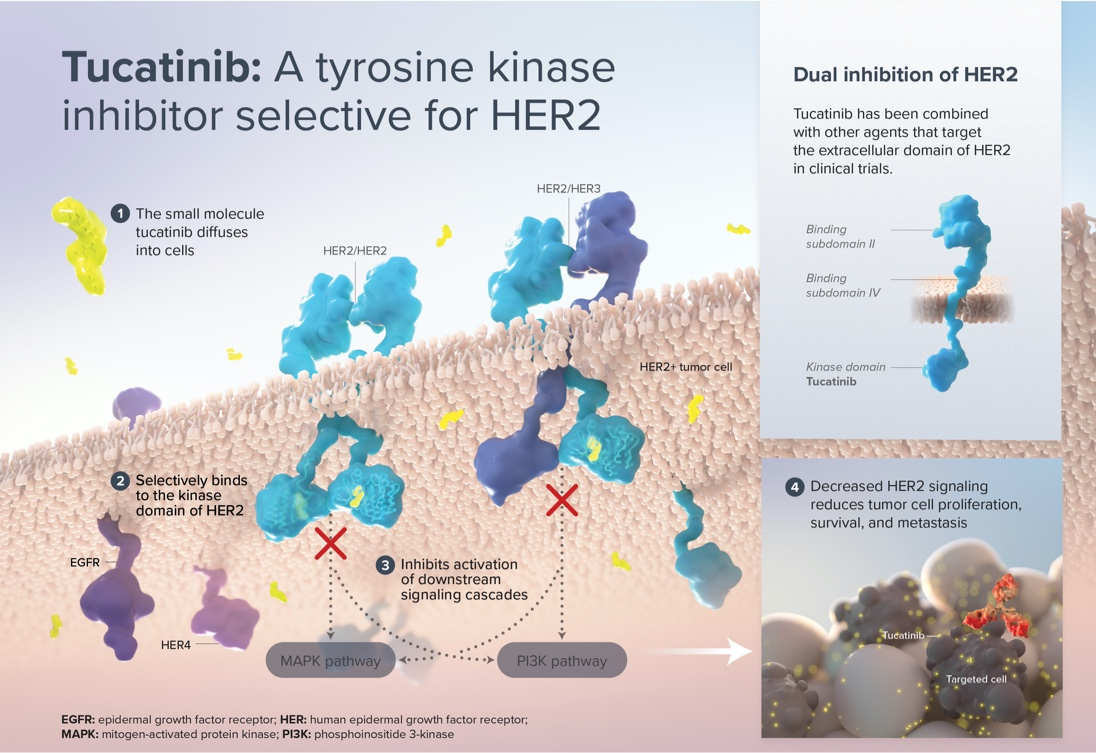 Tucatinib: A tyrosine kinase
inhibitor selective for HER2
1 The small molecule
tucatinib diffuses
into cells
HER2/HER2
HER2/HER3
HER2+ tumor cell
2 Selectively binds
to the kinase
domain of HER2
EGFR
HER4
3 Inhibits activation
of downstream
signaling cascades
MAPK pathway
PI3K pathway
EGFR: epidermal growth factor receptor; HER: human epidermal growth factor receptor;
MAPK: mitogen-activated protein kinase; PI3K: phosphoinositide 3-kinase
Dual inhibition of HER2
Tucatinib has been combined
with other agents that target
the extracellular domain of HER2
in clinical trials.
Binding
subdomain II
Binding
subdomain IV
Kinase domain
Tucatinib
4 Decreased HER2 signaling
reduces tumor cell proliferation,
survival, and metastasis
Tucatinib
Targeted cell